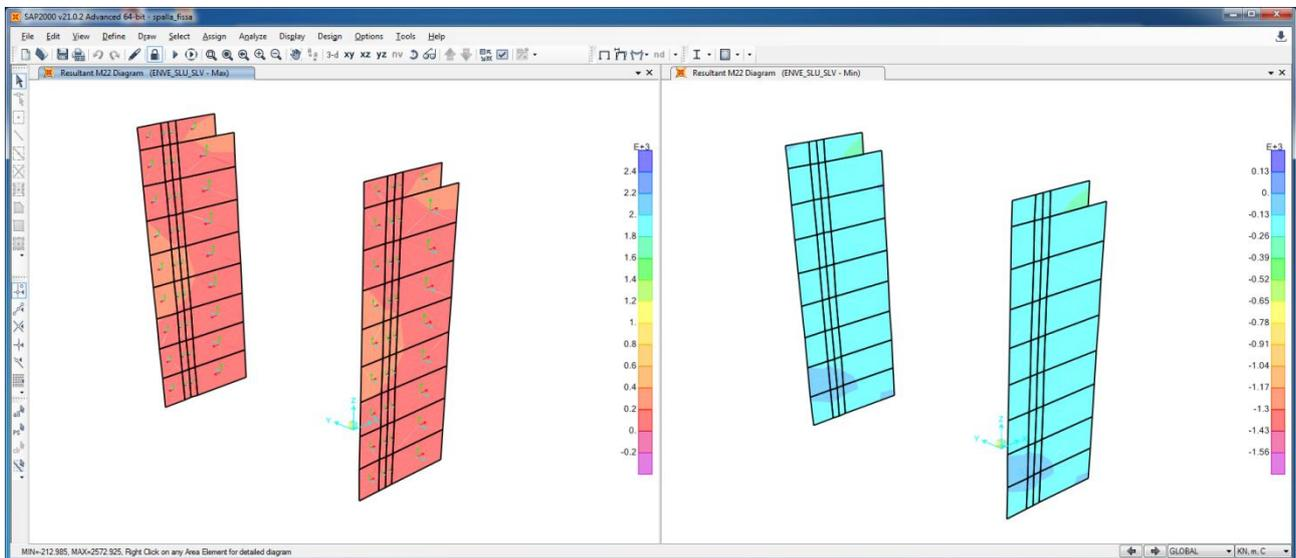 SAP2000 v21.0.2 Advanced 64-bit - spalla_fissa
File Edit View Define Draw Select Assign Analyze Display Design Options Tools Help
3-d xy xz yz nv nd
Resultant M22 Diagram (ENVE_SLU_SLV - Max)
Resultant M22 Diagram (ENVE_SLU_SLV - Min)
E+3
2.4
2.2
2.
1.8
1.6
1.4
1.2
1.
0.8
0.6
0.4
0.2
0.
-0.2
Z
Y
E+3
0.13
0.
-0.13
-0.26
-0.39
-0.52
-0.65
-0.78
-0.91
-1.04
-1.17
-1.3
-1.43
-1.56
Z
Y
MIN=-212.985, MAX=2572.925, Right Click on any Area Element for detailed diagram
GLOBAL
KN, m, C